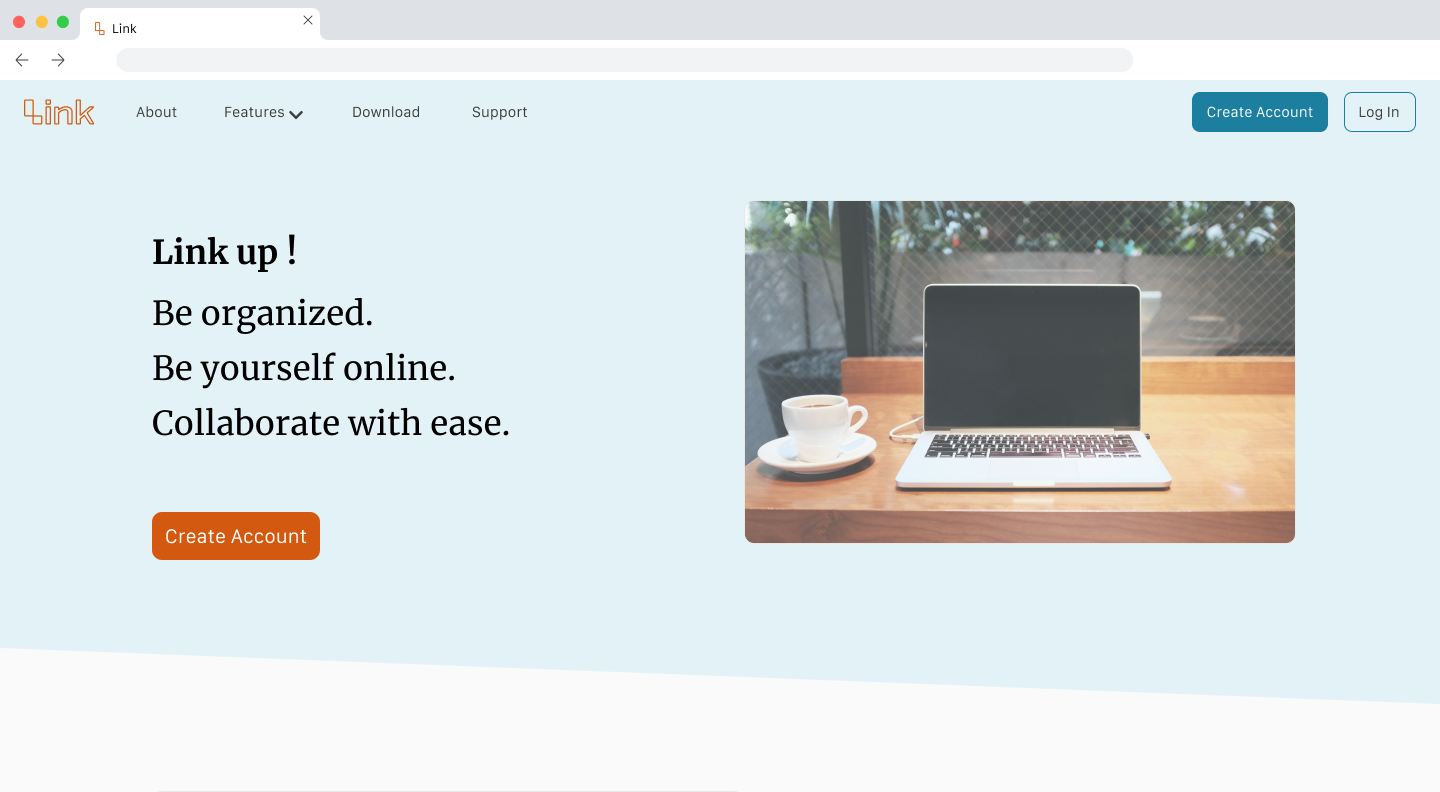 Link
Link
About
Features
Download
Support
Create Account
Log In
Link up !
Be organized.
Be yourself online.
Collaborate with ease.
Create Account